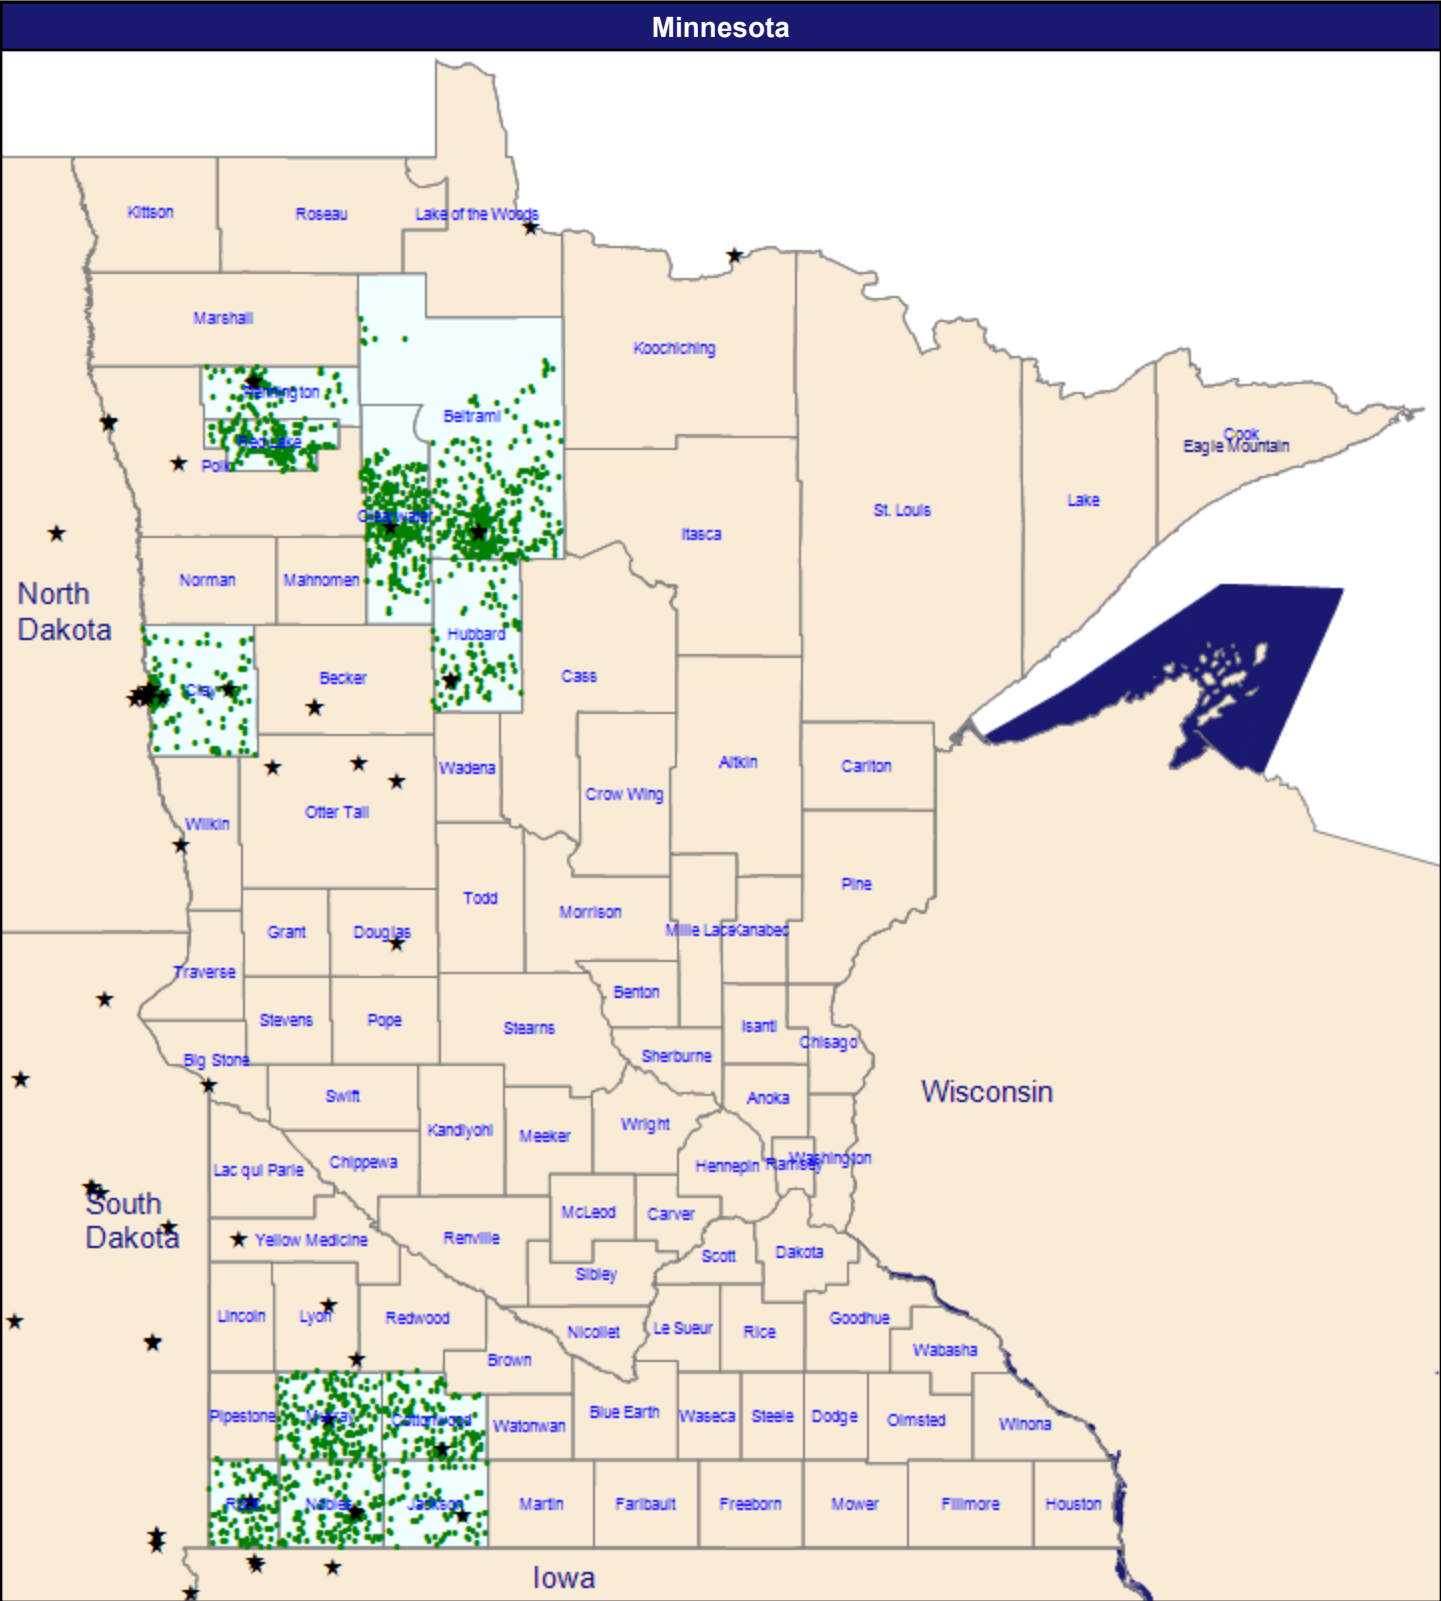 Minnesota
Kittson
Roseau
Lake of the Woods
Marshall
Koochiching
Pennington
Beltrami
Red Lake
Polk
Cook
Eagle Mountain
Lake
St. Louis
Clearwater
Itasca
Norman
Mahnomen
North
Dakota
Hubbard
Cass
Becker
Clay
Wadena
Aitkin
Carlton
Crow Wing
Otter Tail
Wilkin
Pine
Todd
Morrison
Mille Lacs
Kanabec
Grant
Douglas
Traverse
Benton
Stevens
Pope
Stearns
Isanti
Chisago
Sherburne
Big Stone
Wisconsin
Swift
Anoka
Kandiyohi
Meeker
Wright
Chippewa
Lac qui Parle
Hennepin
Ramsey
Washington
South
Dakota
McLeod
Carver
Yellow Medicine
Renville
Scott
Dakota
Sibley
Lincoln
Lyon
Redwood
Nicollet
Le Sueur
Rice
Goodhue
Wabasha
Brown
Pipestone
Murray
Cottonwood
Watonwan
Blue Earth
Waseca
Steele
Dodge
Olmsted
Winona
Rock
Nobles
Jackson
Martin
Faribault
Freeborn
Mower
Fillmore
Houston
Iowa